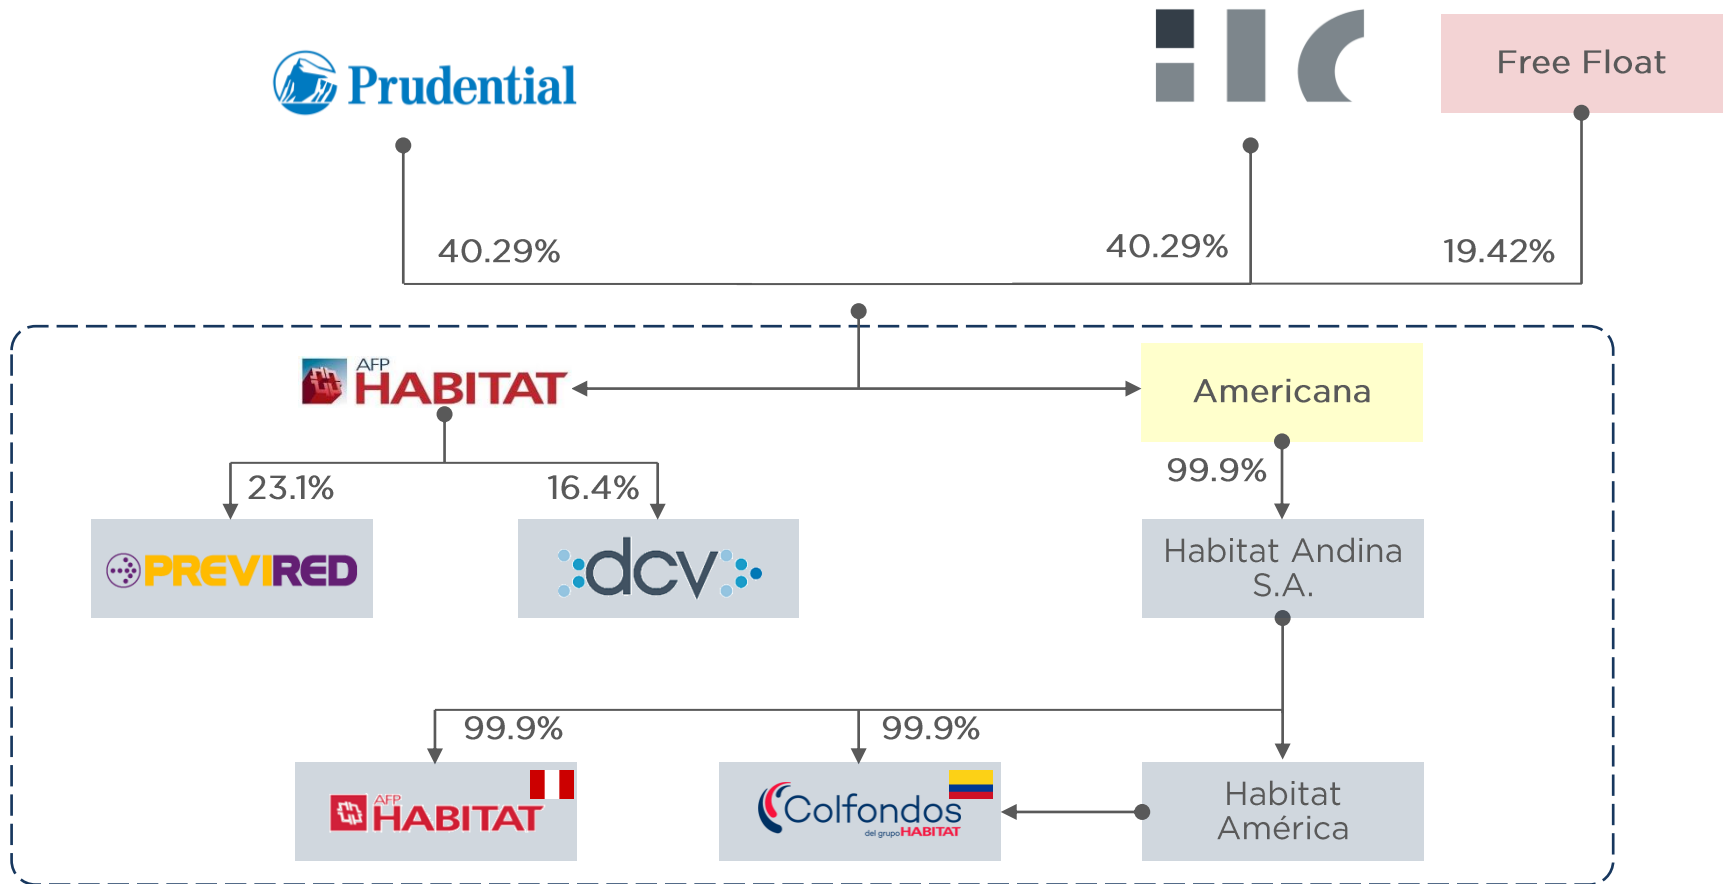 Prudential
ILC
Free Float
40.29%
40.29%
19.42%
AFP
HABITAT
Americana
23.1%
16.4%
99.9%
PREVIRED
dcv
Habitat Andina
S.A.
99.9%
99.9%
AFP
HABITAT
Colfondos
del grupo HABITAT
Habitat
América